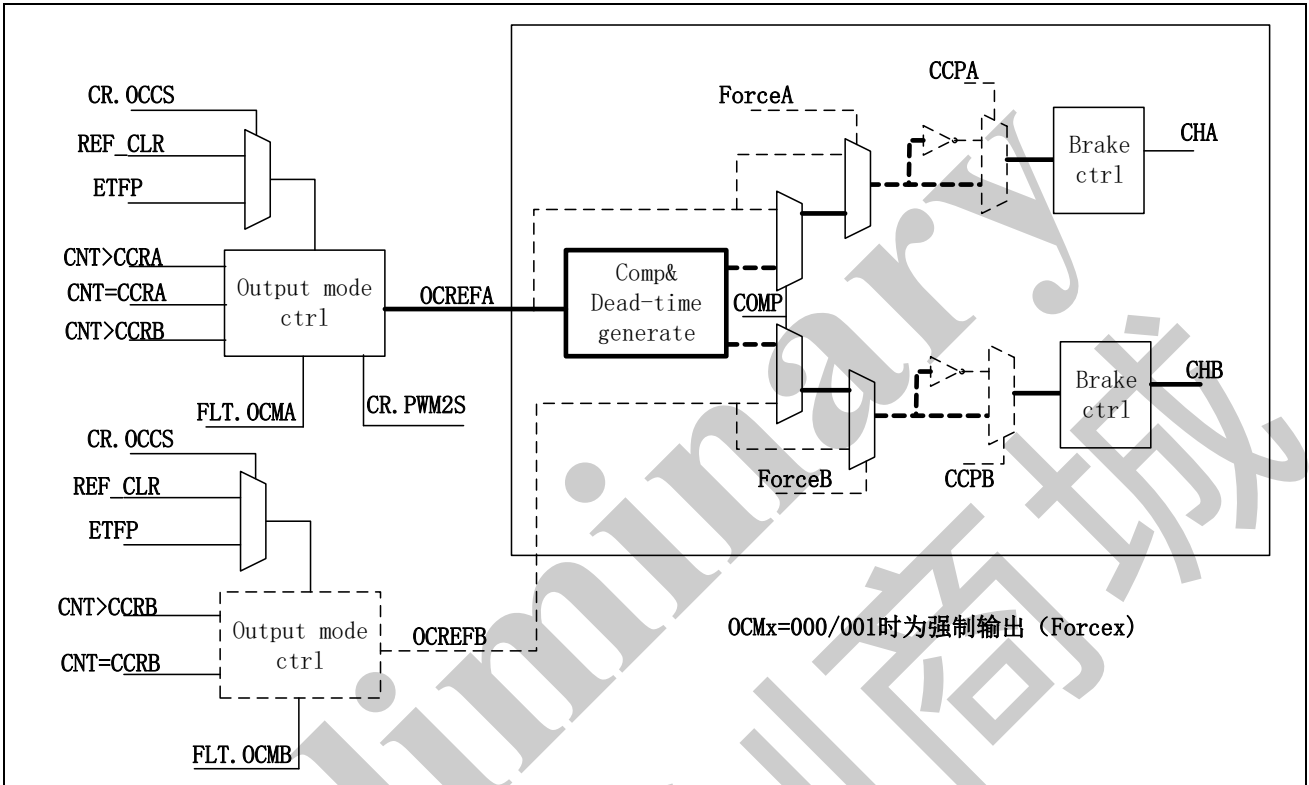 CR.OCCS
REF_CLR
ETFP
CNT>CCRA
CNT=CCRA
CNT>CCRB
Output mode
ctrl
OCREFA
FLT.OCMA
CR.PWM2S
Comp&
Dead-time
generate
COMP
ForceA
CCPA
Brake
ctrl
CHA
CR.OCCS
REF_CLR
ETFP
CNT>CCRB
CNT=CCRB
Output mode
ctrl
OCREFB
FLT.OCMB
ForceB
CCPB
Brake
ctrl
CHB
OCMx=000/001时为强制输出（Forcex）
liminary
商城